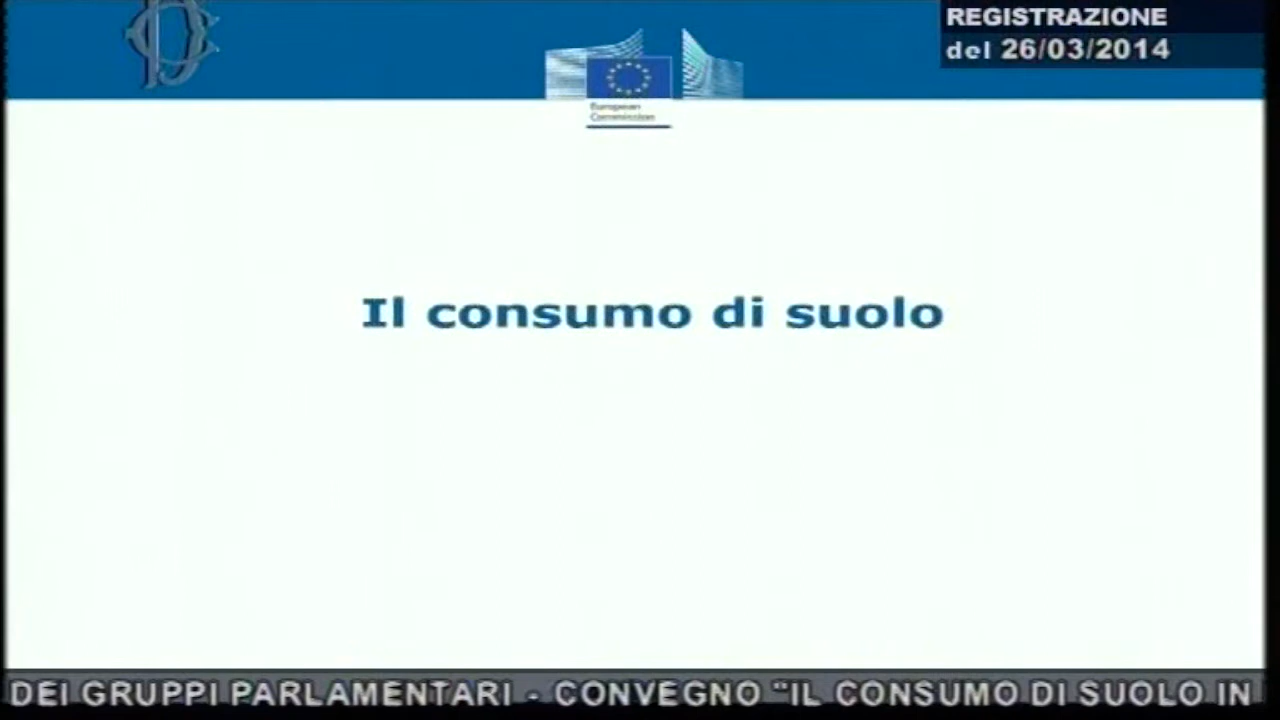 REGISTRAZIONE
del 26/03/2014
European
Commission
Il consumo di suolo
DEI GRUPPI PARLAMENTARI - CONVEGNO "IL CONSUMO DI SUOLO IN